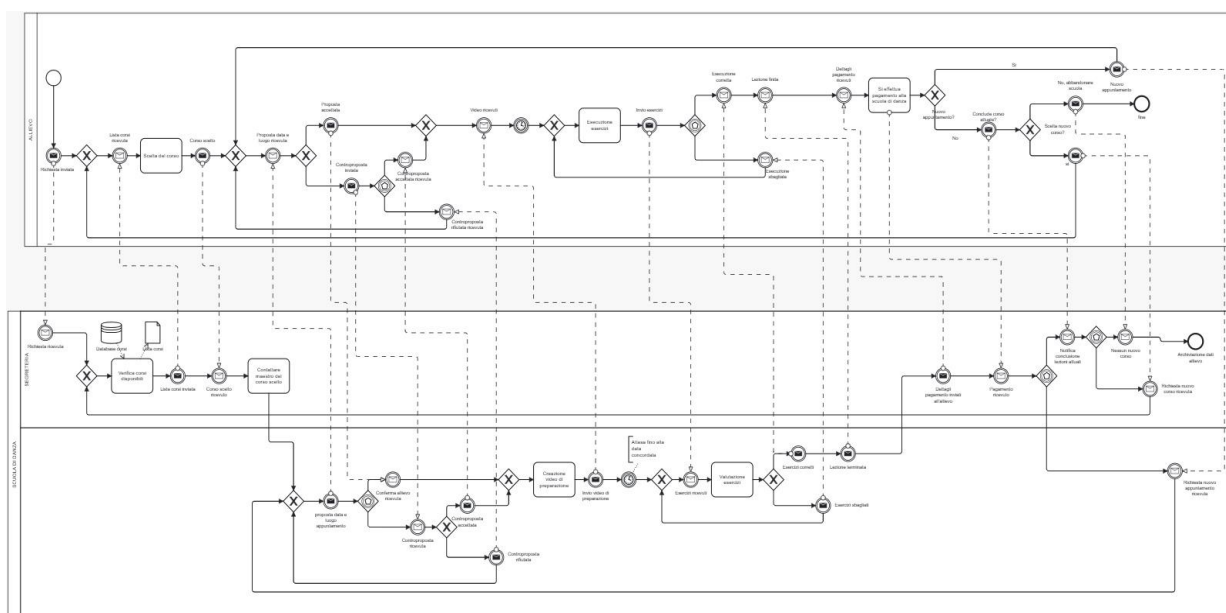 ALLIEVO
Richiesta inviata
Lista corsi
ricevuta
Scelta del corso
Corso scelto
Proposta data e
luogo ricevuta
Proposta
accettata
Controproposta
inviata
Controproposta
accettata ricevuta
Controproposta
rifiutata ricevuta
Video ricevuti
Esecuzione
esercizi
Invio esercizi
Esecuzione
corretta
Esecuzione
sbagliata
Lezione finita
Dettagli
pagamento
ricevuti
Si effettua
pagamento alla
scuola di danza
Nuovo
appuntamento?
Si
No
Nuovo
appuntamento
Concluso corso
attuale?
Scelta nuovo
corso?
No, abbandonare
scuola
fine
SCUOLA DI DANZA
SEGRETERIA
Richiesta ricevuta
Database corsi
Lista corsi
Verifica corsi
disponibili
Lista corsi inviata
Corso scelto
ricevuto
Contattare
maestro del
corso scelto
Dettagli
pagamento inviati
all'allievo
Pagamento
ricevuto
Notifica
conclusione
lezioni attuali
Nessun nuovo
corso
Archiviazione dati
allievo
Richiesta nuovo
corso ricevuta
proposta data e
luogo
appuntamento
Conferma allievo
ricevuta
Controproposta
ricevuta
Controproposta
accettata
Controproposta
rifiutata
Creazione
video di
preparazione
Invio video di
preparazione
Attesa fino alla
data
concordata
Esercizi ricevuti
Valutazione
esercizi
Esercizi corretti
Lezione terminata
Esercizi sbagliati
Richiesta nuovo
appuntamento
ricevuta